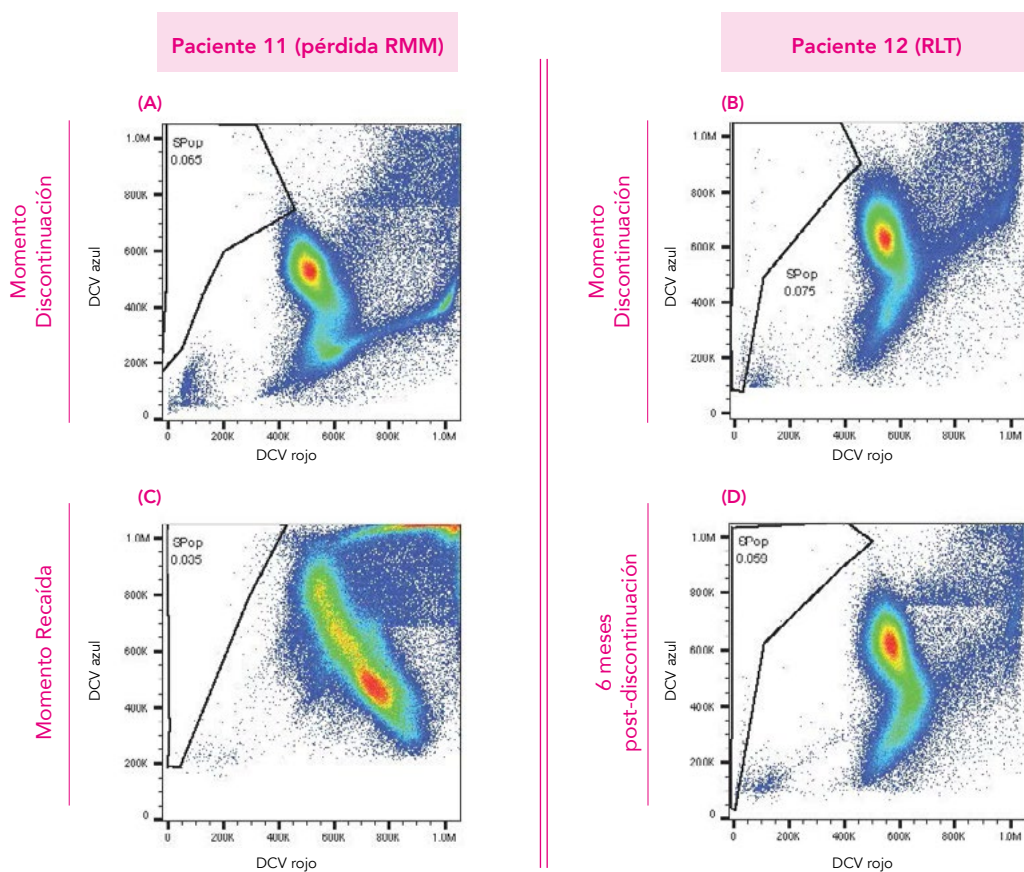 Paciente 11 (pérdida RMM)
Paciente 12 (RLT)
(A)
Momento
Discontinuación
DCV azul
1.0M
800K
600K
400K
200K
0
SPop
0.065
0
200K
400K
600K
800K
1.0M
DCV rojo
(B)
Momento
Discontinuación
DCV azul
1.0M
800K
600K
400K
200K
0
SPop
0.075
0
200K
400K
600K
800K
1.0M
DCV rojo
(C)
Momento Recaída
DCV azul
1.0M
800K
600K
400K
200K
0
SPop
0.035
0
200K
400K
600K
800K
1.0M
DCV rojo
(D)
6 meses
post-discontinuación
DCV azul
1.0M
800K
600K
400K
200K
0
SPop
0.059
0
200K
400K
600K
800K
1.0M
DCV rojo